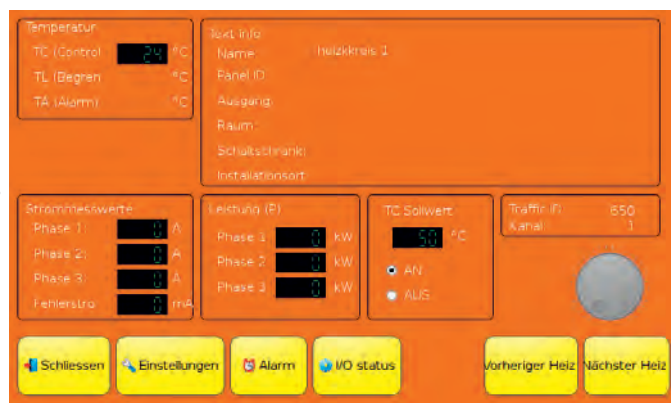 Temperatur
TC (Control 24 °C
TL (Begren °C
TA (Alarm) °C
Text Info
Name: heizkkreis 1
Panel ID:
Ausgang:
Raum:
Schaltschrank:
Installationsort:
Strommesswerte
Phase 1: 0 A
Phase 2: 0 A
Phase 3: 0 A
Fehlerstro 0 mA
Leistung (P)
Phase 1: 0 kW
Phase 2: 0 kW
Phase 3: 0 kW
TC Sollwert
50 °C
AN
AUS
Traffic ID: 650
Kanal: 1
Schliessen
Einstellungen
Alarm
I/O status
Vorheriger Heiz
Nächster Heiz